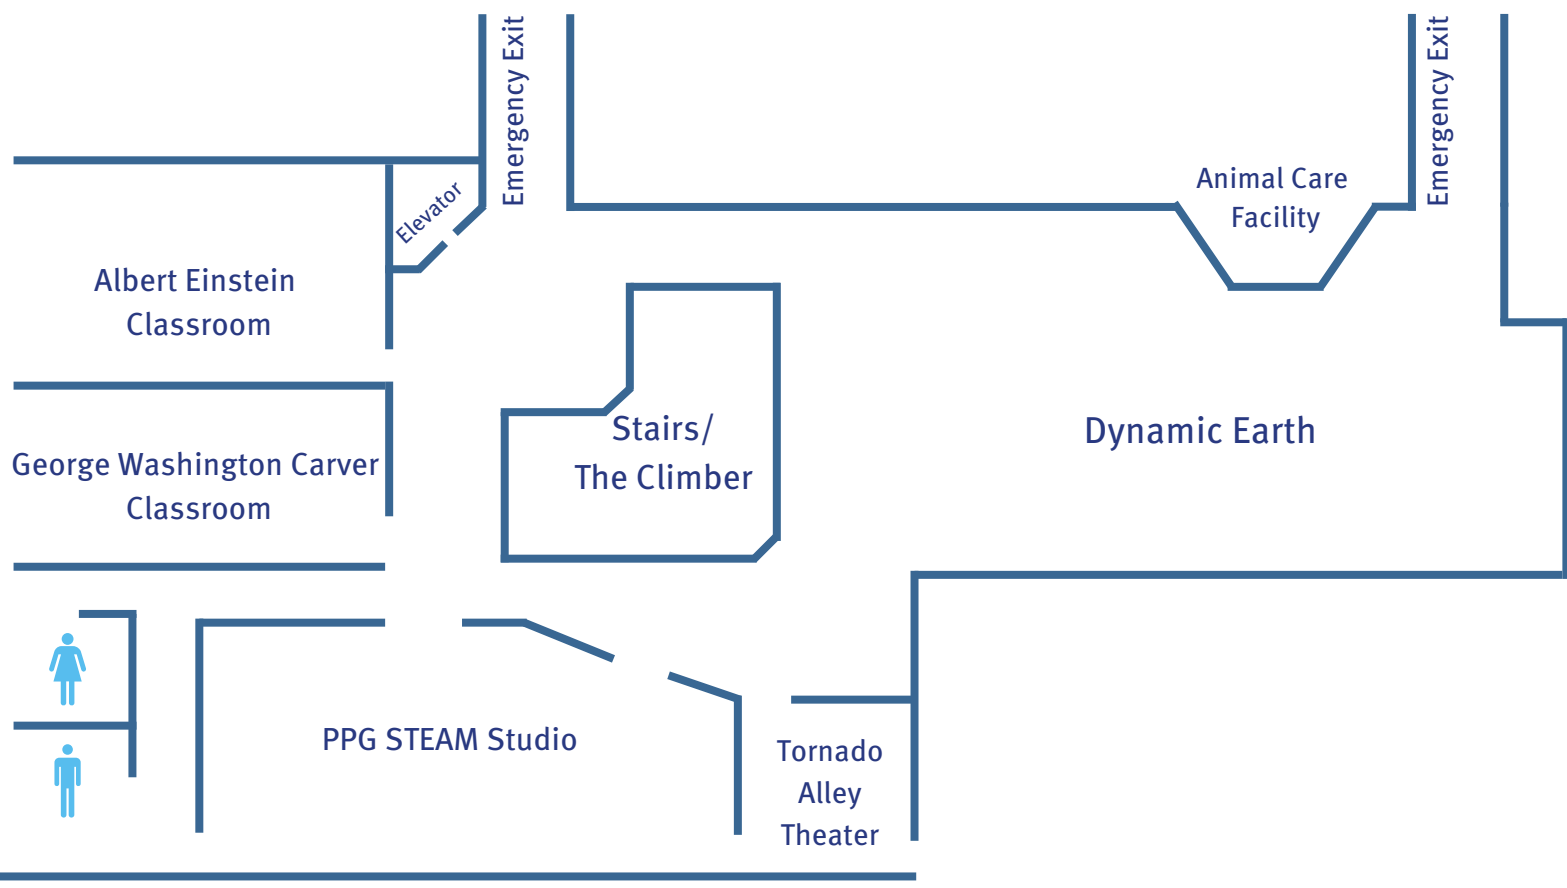 Emergency Exit
Emergency Exit
Elevator
Animal Care
Facility
Albert Einstein
Classroom
Stairs/
The Climber
Dynamic Earth
George Washington Carver
Classroom
PPG STEAM Studio
Tornado
Alley
Theater